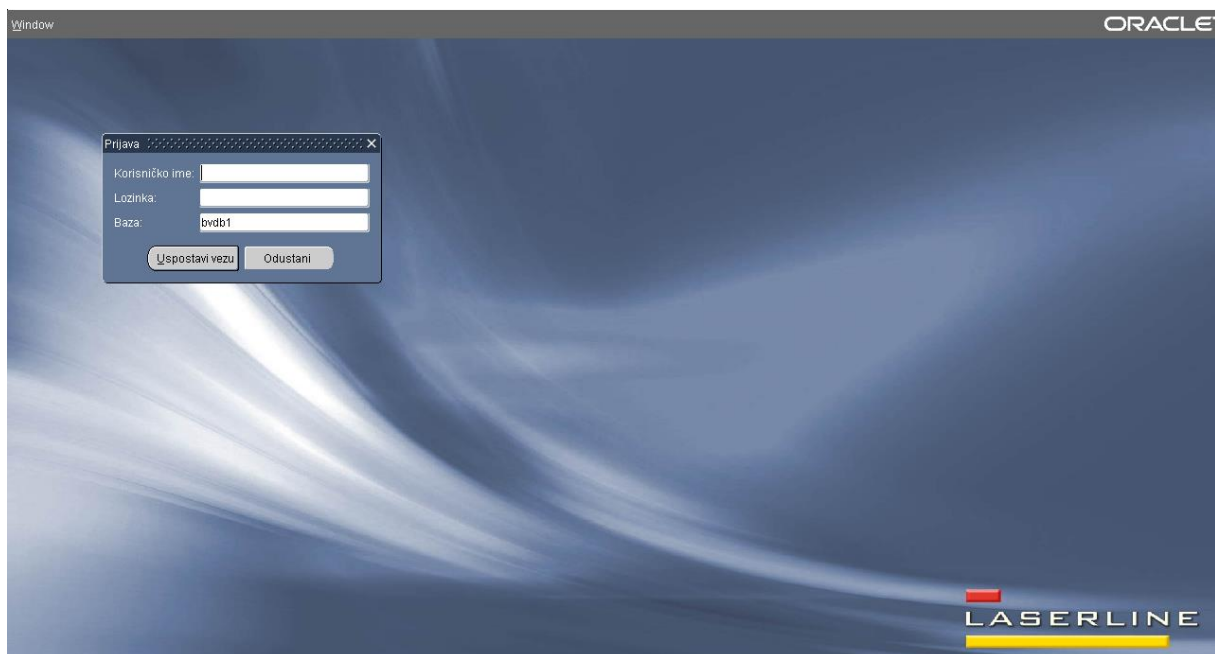 Window
ORACLE
Prijava
Korisničko ime:
Lozinka:
Baza: bvdb1
Uspostavi vezu Odustani
LASERLINE